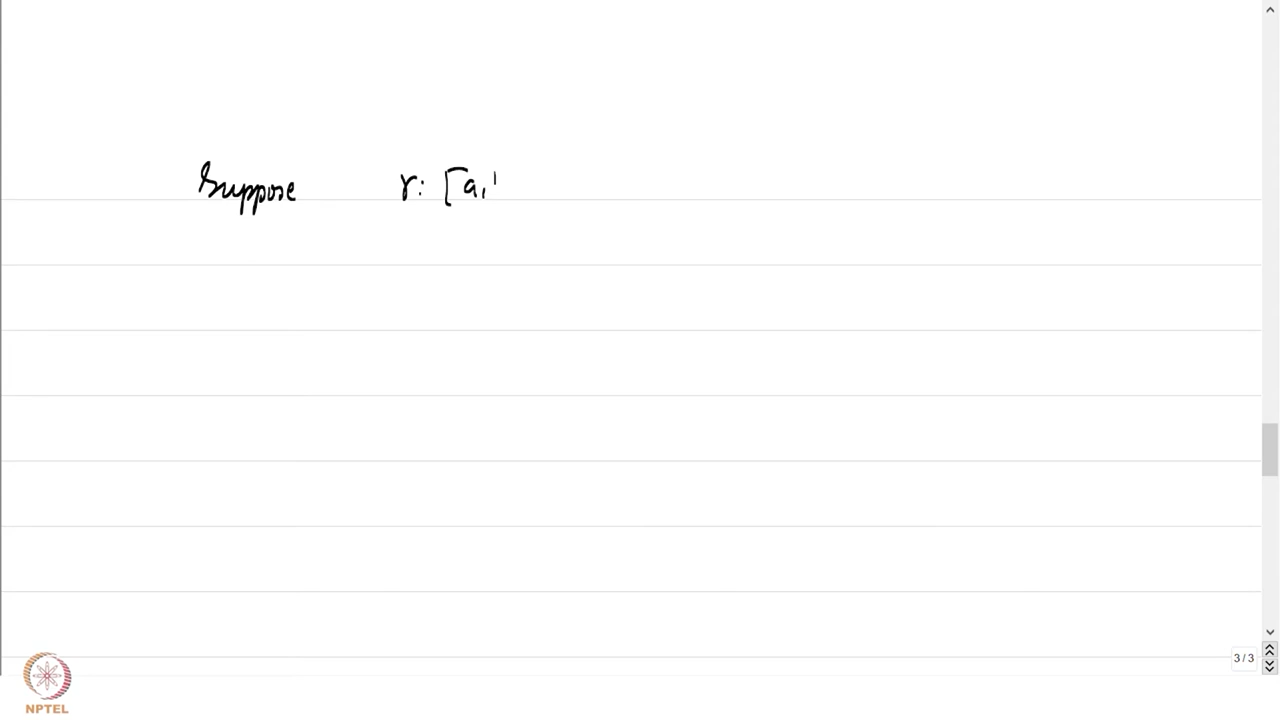 Suppose γ: [a,
3 / 3
NPTEL